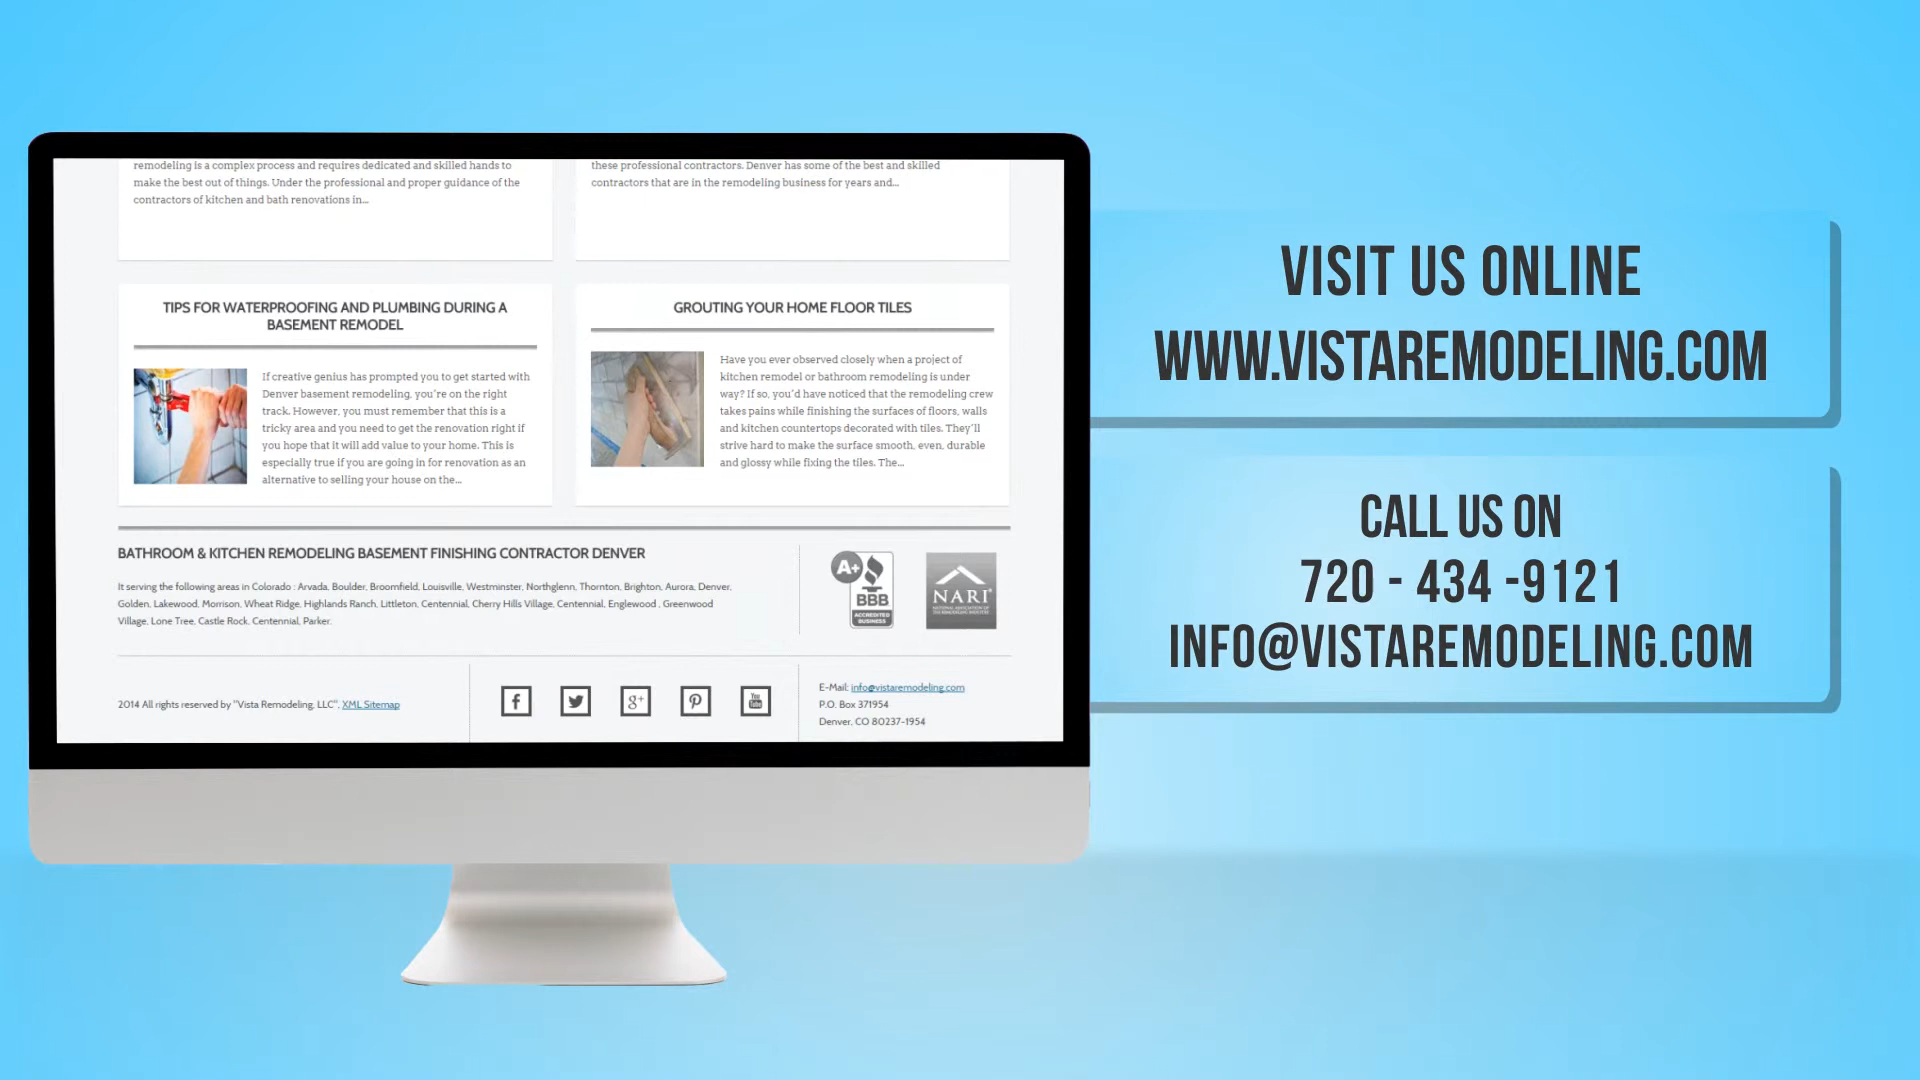 remodeling is a complex process and requires dedicated and skilled hands to
make the best out of things. Under the professional and proper guidance of the
contractors of kitchen and bath renovations in...
these professional contractors. Denver has some of the best and skilled
contractors that are in the remodeling business for years and...
TIPS FOR WATERPROOFING AND PLUMBING DURING A
BASEMENT REMODEL
If creative genius has prompted you to get started with
Denver basement remodeling, you're on the right
track. However, you must remember that this is a
tricky area and you need to get the renovation right if
you hope that it will add value to your home. This is
especially true if you are going in for renovation as an
alternative to selling your house on the...
GROUTING YOUR HOME FLOOR TILES
Have you ever observed closely when a project of
kitchen remodel or bathroom remodeling is under
way? If so, you'd have noticed that the remodeling crew
takes pains while finishing the surfaces of floors, walls
and kitchen countertops decorated with tiles. They'll
strive hard to make the surface smooth, even, durable
and glossy while fixing the tiles. The...
BATHROOM & KITCHEN REMODELING BASEMENT FINISHING CONTRACTOR DENVER
It serving the following areas in Colorado : Arvada, Boulder, Broomfield, Louisville, Westminster, Northglenn, Thornton, Brighton, Aurora, Denver,
Golden, Lakewood, Morrison, Wheat Ridge, Highlands Ranch, Littleton, Centennial, Cherry Hills Village, Centennial, Englewood , Greenwood
Village, Lone Tree, Castle Rock, Centennial, Parker.
A+
BBB
ACCREDITED
BUSINESS
NARI
NATIONAL ASSOCIATION OF
THE REMODELING INDUSTRY
2014 All rights reserved by "Vista Remodeling, LLC", XML Sitemap
f
g+
You
Tube
E-Mail: info@vistaremodeling.com
P.O. Box 371954
Denver, CO 80237-1954
VISIT US ONLINE
WWW.VISTAREMODELING.COM
CALL US ON
720 - 434 -9121
INFO@VISTAREMODELING.COM